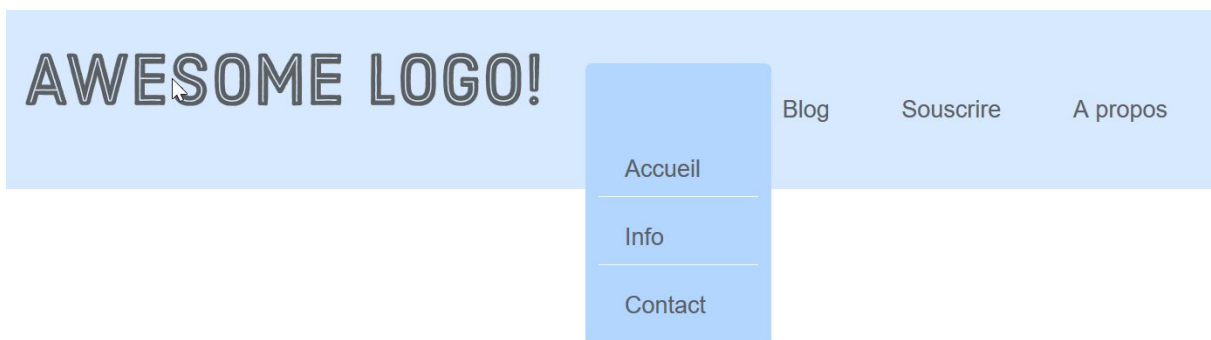 AWESOME LOGO!
Blog Souscrire A propos
Accueil
Info
Contact